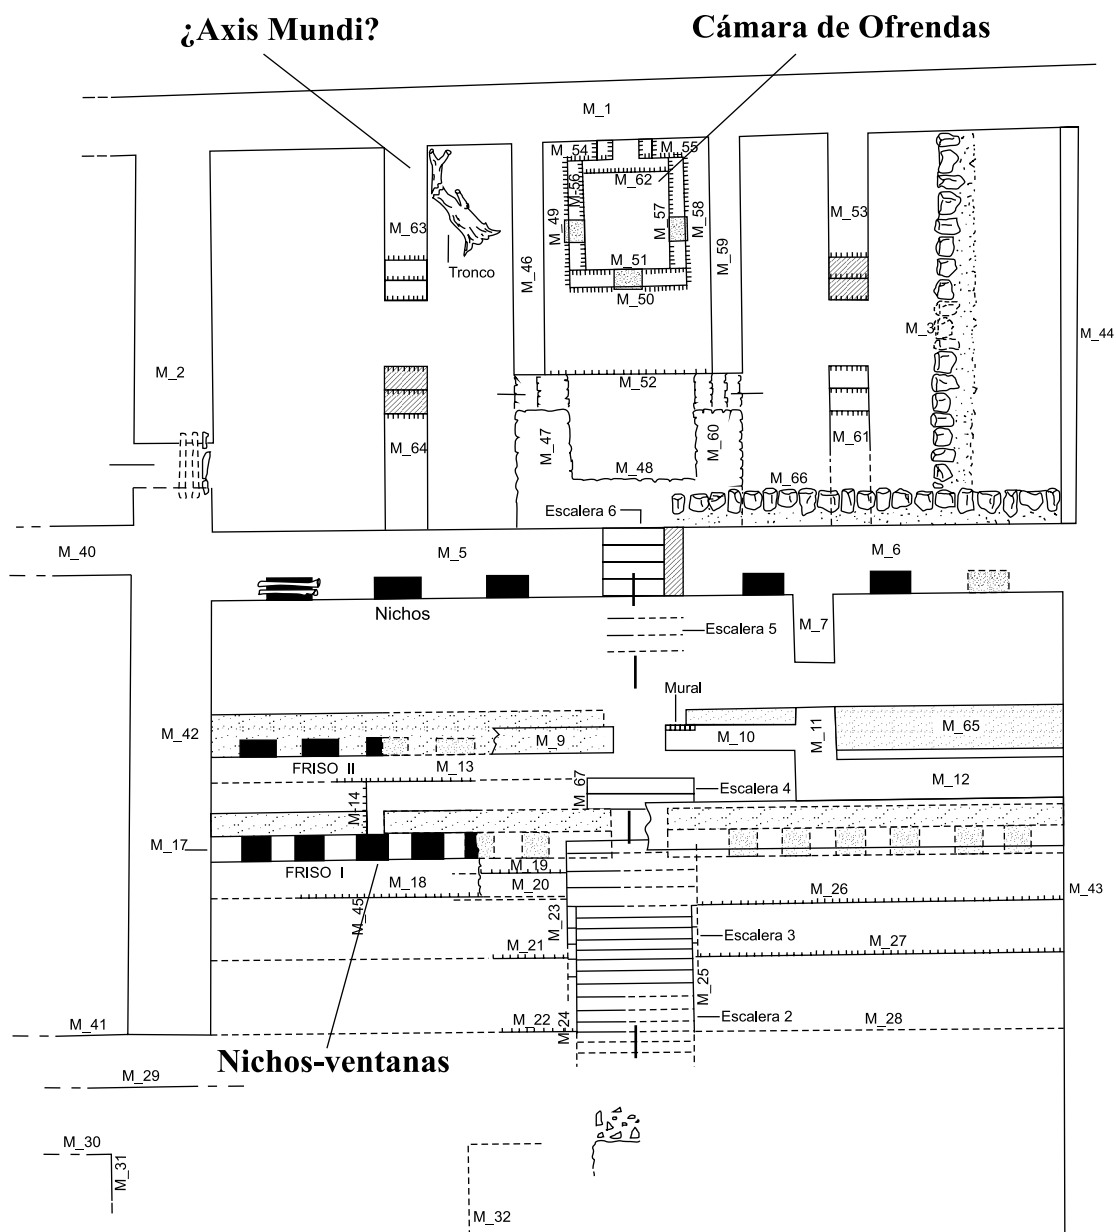 ¿Axis Mundi?
Cámara de Ofrendas
M_1
M_54
M_55
M-56
M_62
M_49
M_57
M_58
M_63
M_53
M_51
M_46
M_59
Tronco
M_50
M_3
M_44
M_2
M_52
M_47
M_60
M_64
M_61
M_48
M_66
Escalera 6
M_40
M_5
M_6
Nichos
M_7
Escalera 5
Mural
M_42
M_9
M_10
M_11
M_65
FRISO II
M_13
M_67
Escalera 4
M_12
M-14
M_17
FRISO I
M_18
M_19
M_20
M_26
M_43
M_45
M_23
Escalera 3
M_21
M_27
M_25
M_41
M_22
M_24
Escalera 2
M_28
Nichos-ventanas
M_29
M_30
M_31
M_32